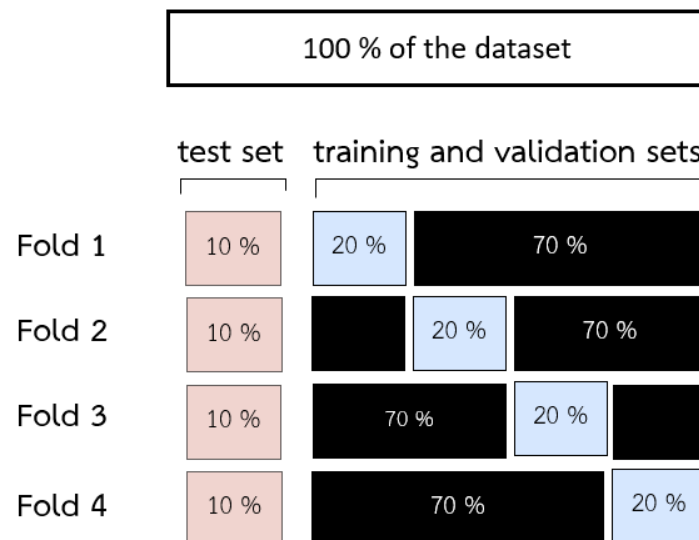 100 % of the dataset
test set training and validation sets
Fold 1 10 % 20 % 70 %
Fold 2 10 % 20 % 70 %
Fold 3 10 % 70 % 20 %
Fold 4 10 % 70 % 20 %